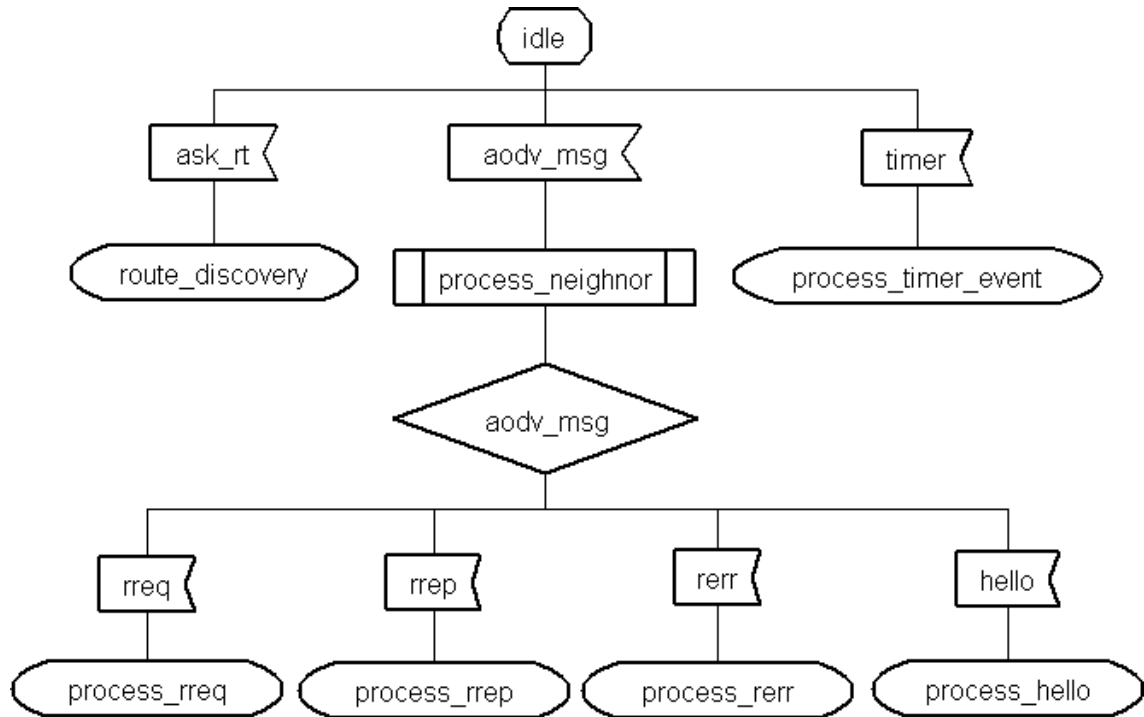 idle
ask_rt
aodv_msg
timer
route_discovery
process_neighnor
process_timer_event
aodv_msg
rreq
rrep
rerr
hello
process_rreq
process_rrep
process_rerr
process_hello